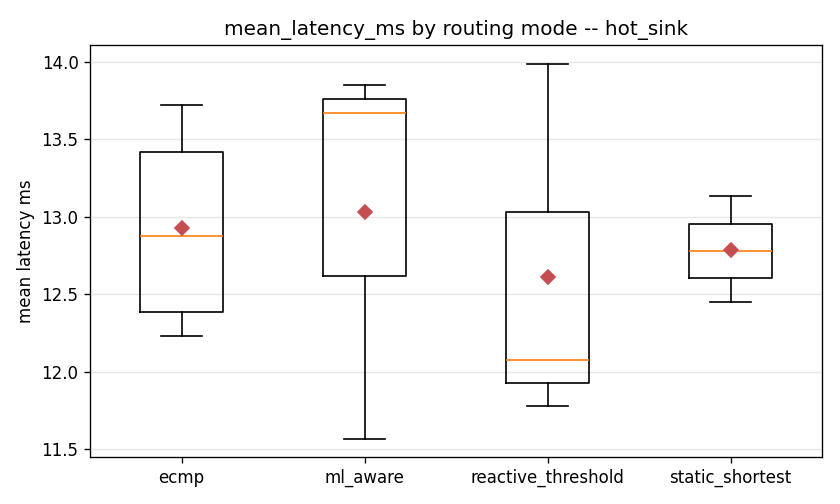 mean_latency_ms by routing mode -- hot_sink
mean latency ms
14.0
13.5
13.0
12.5
12.0
11.5
ecmp
ml_aware
reactive_threshold
static_shortest